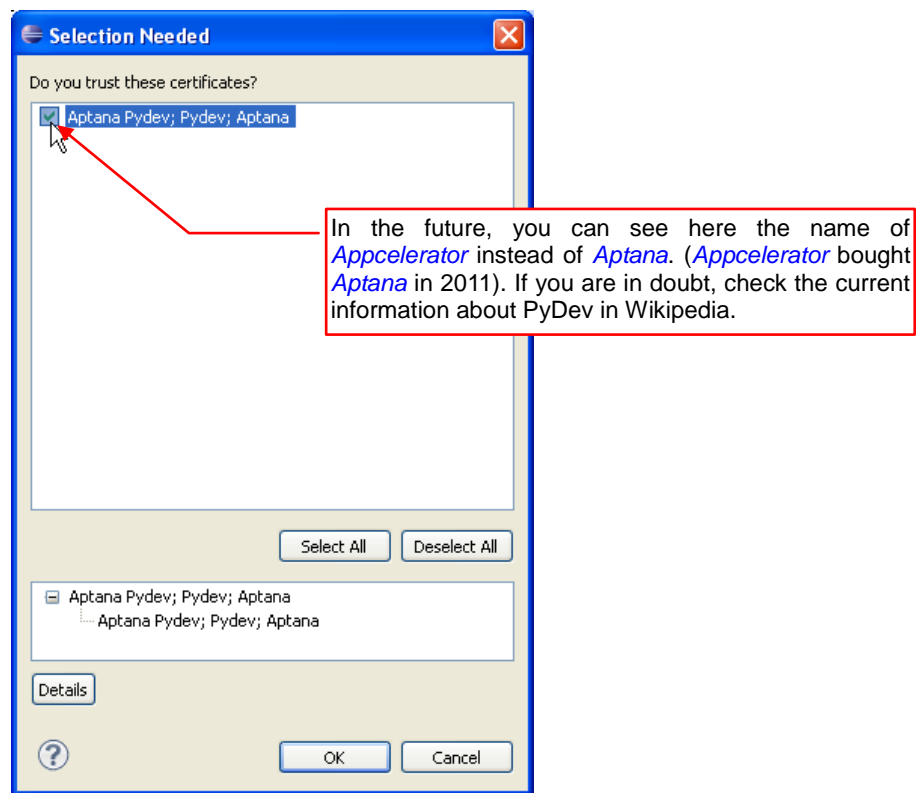 Selection Needed
Do you trust these certificates?
Aptana Pydev; Pydev; Aptana
In the future, you can see here the name of
Appcelerator instead of Aptana. (Appcelerator bought
Aptana in 2011). If you are in doubt, check the current
information about PyDev in Wikipedia.
Select All Deselect All
Aptana Pydev; Pydev; Aptana
Aptana Pydev; Pydev; Aptana
Details
? OK Cancel